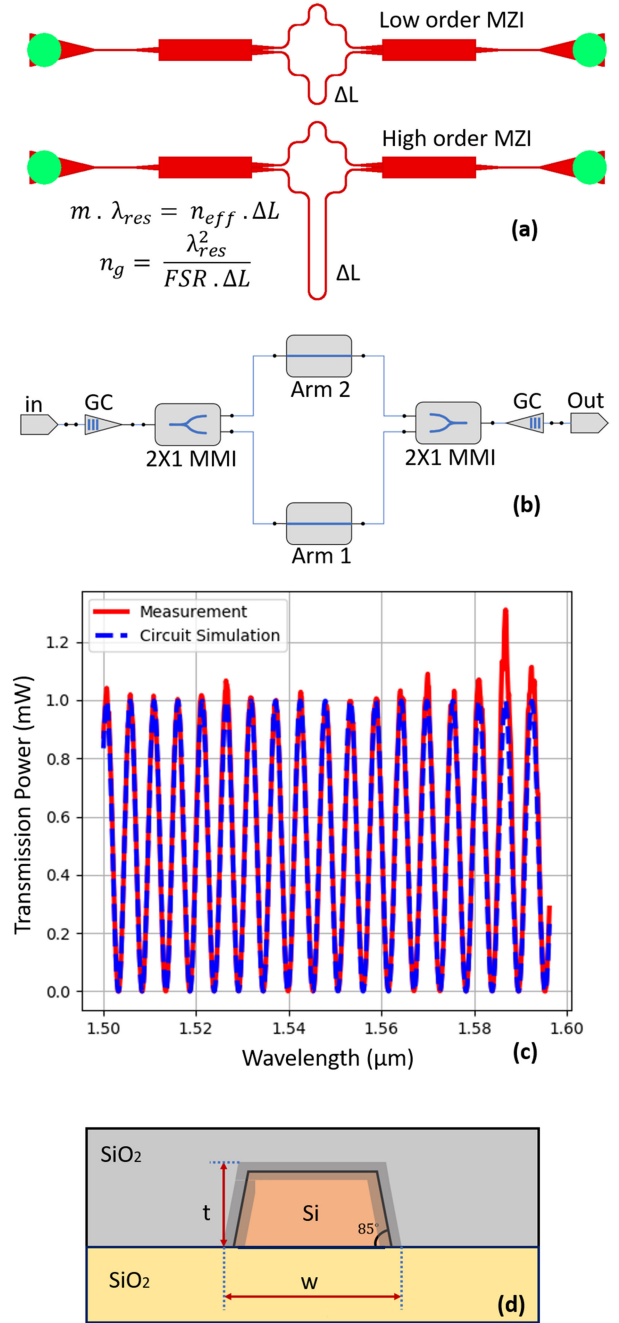 Low order MZI
ΔL
High order MZI
m . λres = neff . ΔL
ng = λ²res / FSR . ΔL
ΔL
(a)
in
GC
2X1 MMI
Arm 2
2X1 MMI
GC
Out
Arm 1
(b)
Measurement
Circuit Simulation
Transmission Power (mW)
1.2
1.0
0.8
0.6
0.4
0.2
0.0
1.50 1.52 1.54 1.56 1.58 1.60
Wavelength (μm)
(c)
SiO₂
t
Si
85°
SiO₂
w
(d)